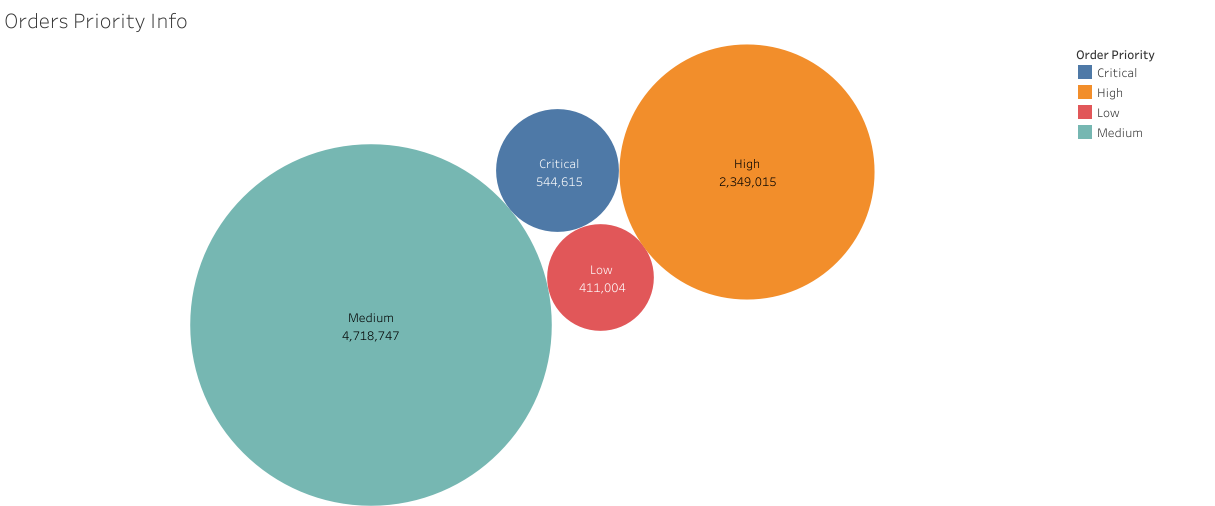 Orders Priority Info
Order Priority
Critical
High
Low
Medium
Critical
544,615
High
2,349,015
Low
411,004
Medium
4,718,747